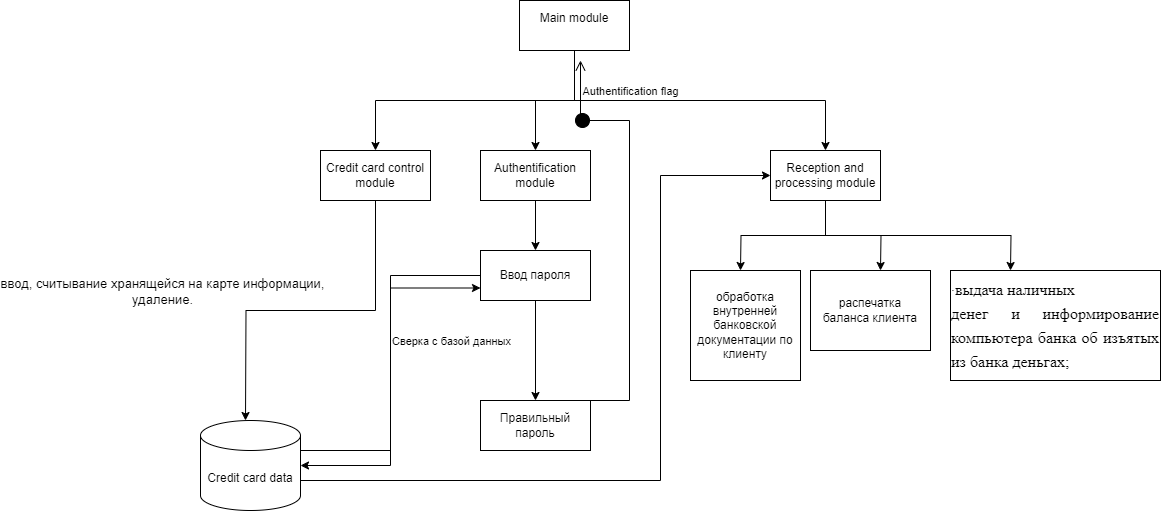 Main module
Authentification flag
Credit card control
module
Authentification
module
Reception and
processing module
ввод, считывание хранящейся на карте информации,
удаление.
Ввод пароля
обработка
внутренней
банковской
документации по
клиенту
распечатка
баланса клиента
·выдача наличных
денег и информирование
компьютера банка об изъятых
из банка деньгах;
Сверка с базой данных
Правильный
пароль
Credit card data